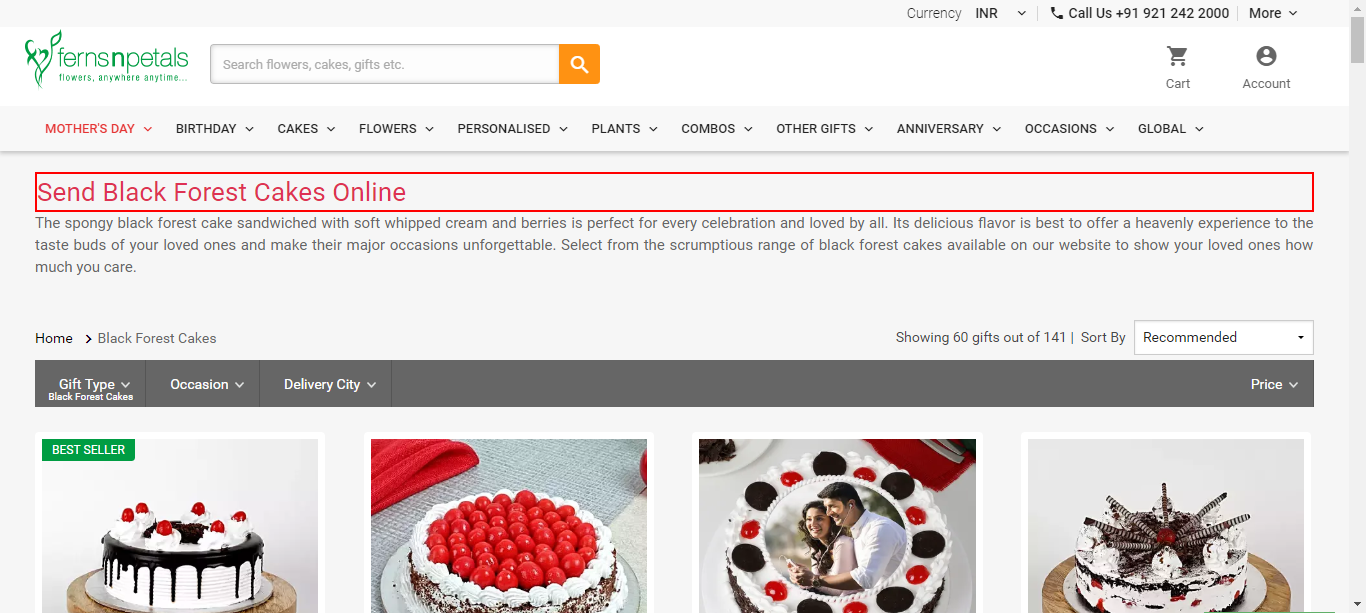 Currency INR Call Us +91 921 242 2000 More
fernsnpetals
flowers, anywhere anytime...
Search flowers, cakes, gifts etc.
Cart Account
MOTHER'S DAY BIRTHDAY CAKES FLOWERS PERSONALISED PLANTS COMBOS OTHER GIFTS ANNIVERSARY OCCASIONS GLOBAL
Send Black Forest Cakes Online
The spongy black forest cake sandwiched with soft whipped cream and berries is perfect for every celebration and loved by all. Its delicious flavor is best to offer a heavenly experience to the
taste buds of your loved ones and make their major occasions unforgettable. Select from the scrumptious range of black forest cakes available on our website to show your loved ones how
much you care.
Home Black Forest Cakes Showing 60 gifts out of 141 | Sort By Recommended
Gift Type Occasion Delivery City Price
Black Forest Cakes
BEST SELLER